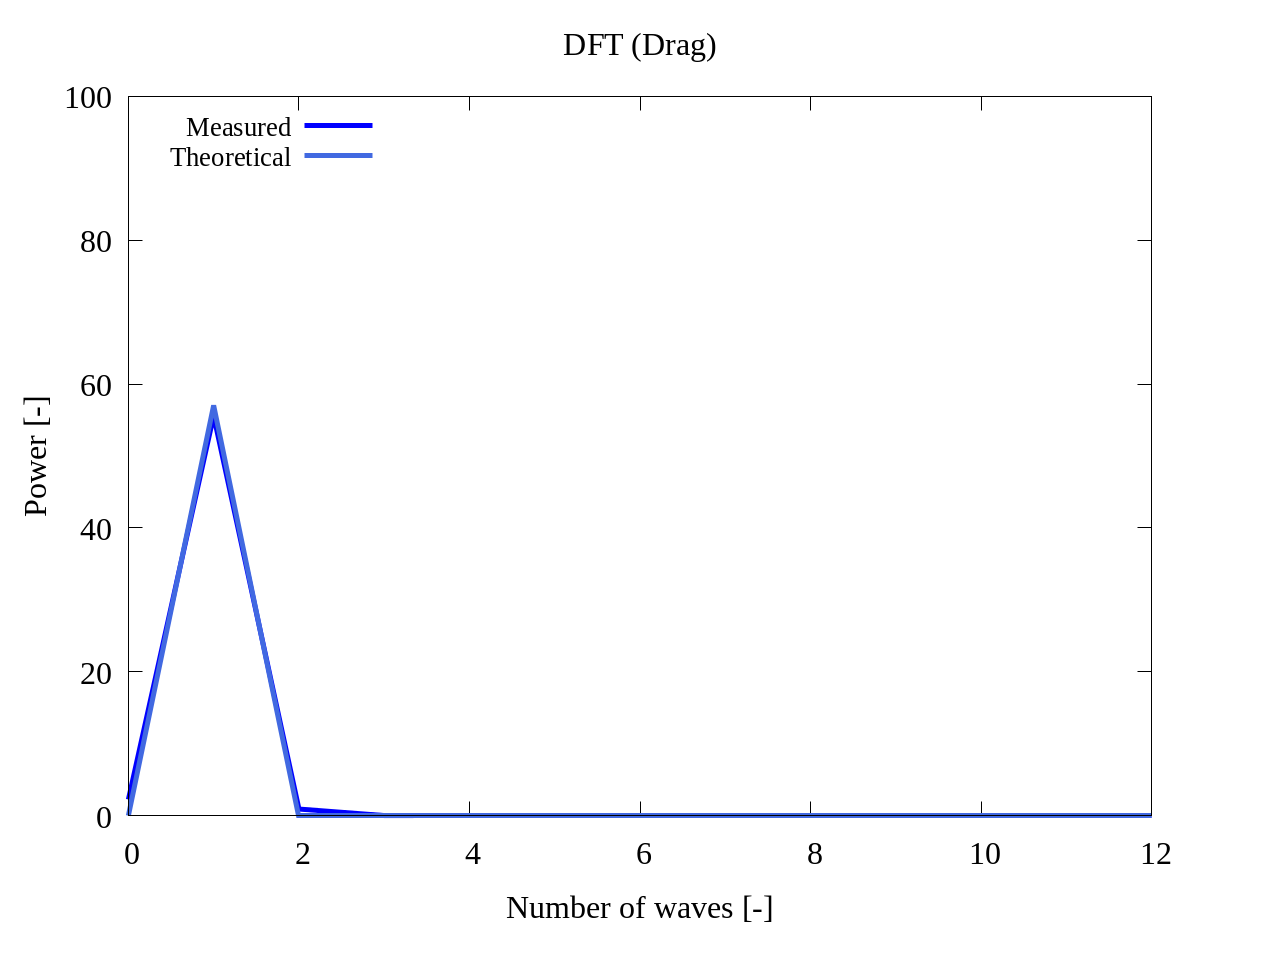 DFT (Drag)
100
Measured
Theoretical
80
60
Power [-]
40
20
0
0 2 4 6 8 10 12
Number of waves [-]